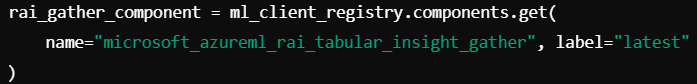 rai_gather_component = ml_client_registry.components.get(
    name="microsoft_azureml_rai_tabular_insight_gather", label="latest"
)